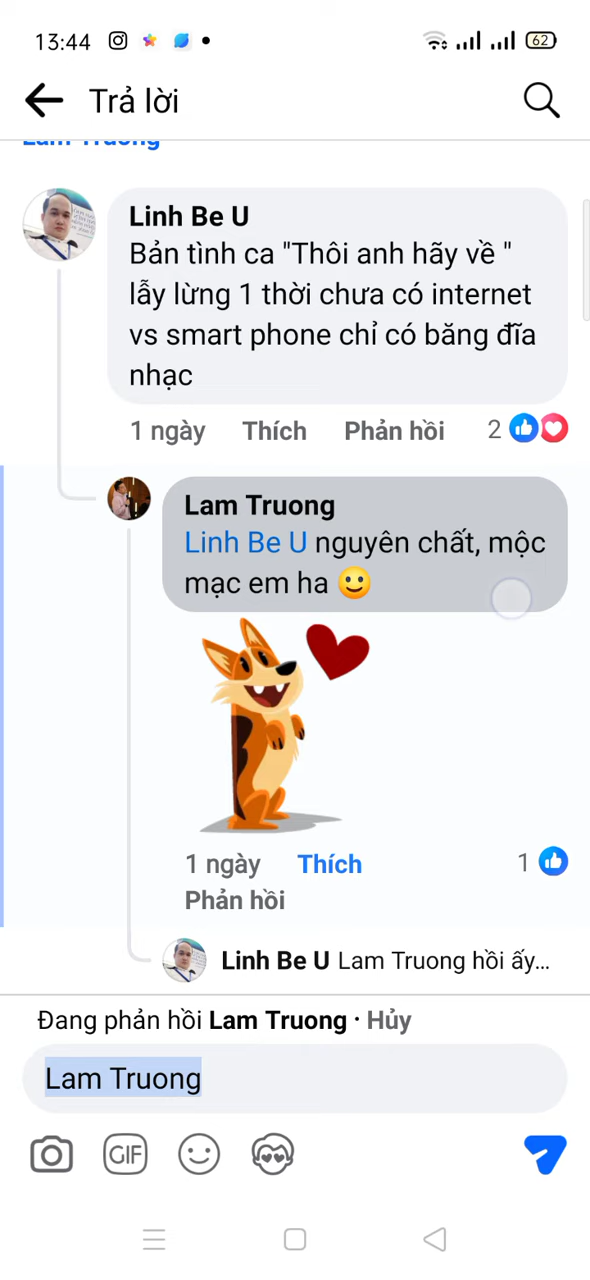 13:44
62
Trả lời
Lam Truong
Linh Be U
Bản tình ca "Thôi anh hãy về "
lẫy lừng 1 thời chưa có internet
vs smart phone chỉ có băng đĩa
nhạc
1 ngày Thích Phản hồi 2
Lam Truong
Linh Be U nguyên chất, mộc
mạc em ha 🙂
1 ngày Thích 1
Phản hồi
Linh Be U Lam Truong hồi ấy...
Đang phản hồi Lam Truong · Hủy
Lam Truong
GIF